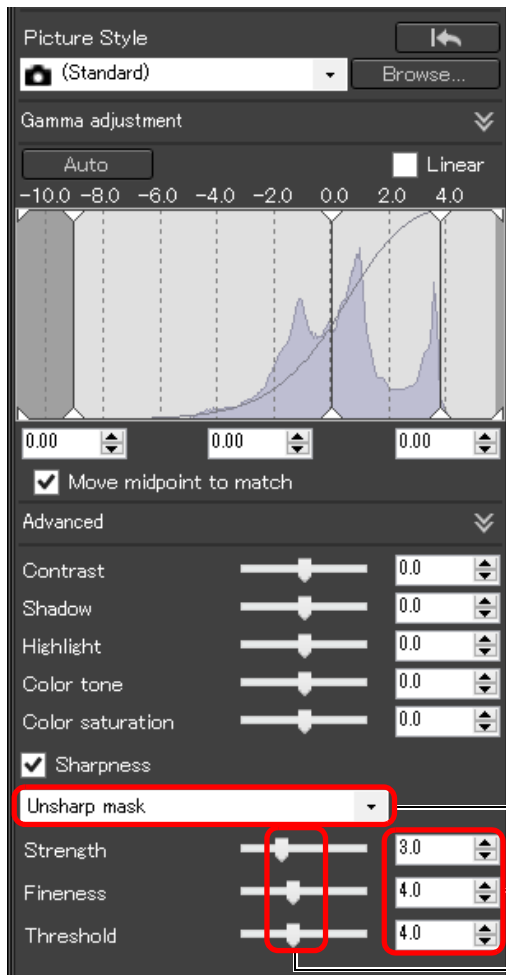 Picture Style
(Standard) Browse...
Gamma adjustment
Auto Linear
-10.0 -8.0 -6.0 -4.0 -2.0 0.0 2.0 4.0
0.00 0.00 0.00
Move midpoint to match
Advanced
Contrast 0.0
Shadow 0.0
Highlight 0.0
Color tone 0.0
Color saturation 0.0
Sharpness
Unsharp mask
Strength 3.0
Fineness 4.0
Threshold 4.0